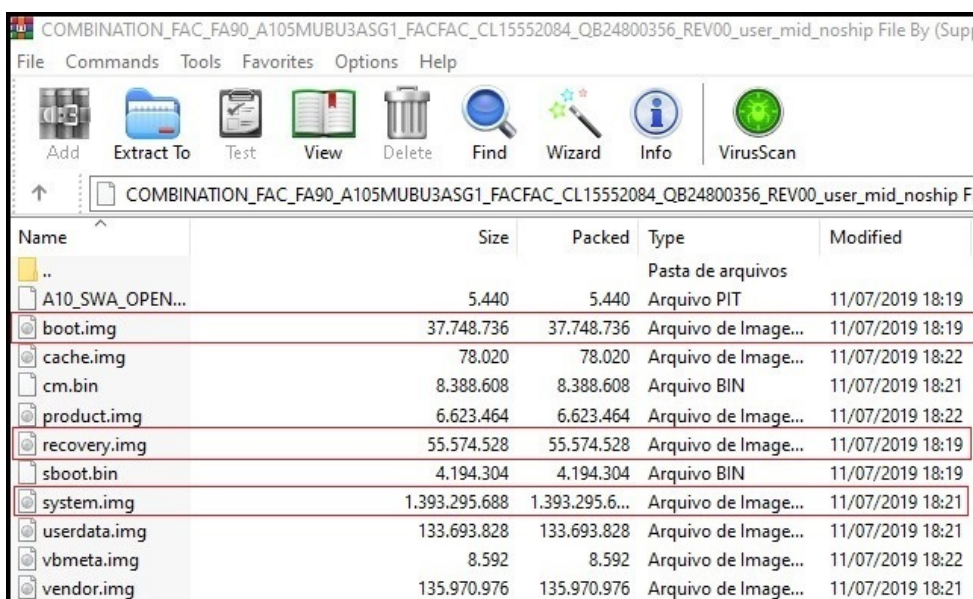 COMBINATION_FAC_FA90_A105MUBU3ASG1_FACFAC_CL15552084_QB24800356_REV00_user_mid_noship File By (Supp
File Commands Tools Favorites Options Help
Add Extract To Test View Delete Find Wizard Info VirusScan
COMBINATION_FAC_FA90_A105MUBU3ASG1_FACFAC_CL15552084_QB24800356_REV00_user_mid_noship F
Name Size Packed Type Modified
.. Pasta de arquivos
A10_SWA_OPEN... 5.440 5.440 Arquivo PIT 11/07/2019 18:19
boot.img 37.748.736 37.748.736 Arquivo de Image... 11/07/2019 18:19
cache.img 78.020 78.020 Arquivo de Image... 11/07/2019 18:22
cm.bin 8.388.608 8.388.608 Arquivo BIN 11/07/2019 18:21
product.img 6.623.464 6.623.464 Arquivo de Image... 11/07/2019 18:22
recovery.img 55.574.528 55.574.528 Arquivo de Image... 11/07/2019 18:19
sboot.bin 4.194.304 4.194.304 Arquivo BIN 11/07/2019 18:19
system.img 1.393.295.688 1.393.295.6... Arquivo de Image... 11/07/2019 18:21
userdata.img 133.693.828 133.693.828 Arquivo de Image... 11/07/2019 18:21
vbmeta.img 8.592 8.592 Arquivo de Image... 11/07/2019 18:22
vendor.img 135.970.976 135.970.976 Arquivo de Image... 11/07/2019 18:21